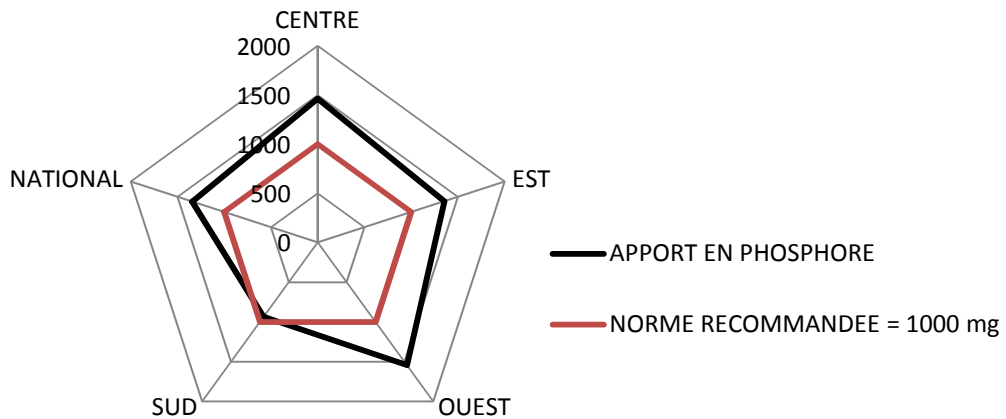 CENTRE
2000
1500
1000
500
0
NATIONAL
EST
SUD
OUEST
APPORT EN PHOSPHORE
NORME RECOMMANDEE = 1000 mg